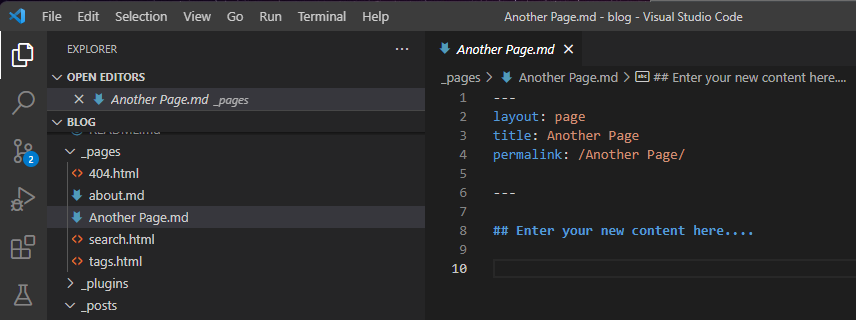 File Edit Selection View Go Run Terminal Help Another Page.md - blog - Visual Studio Code
EXPLORER ...
OPEN EDITORS
Another Page.md _pages
BLOG
README.md
_pages
404.html
about.md
Another Page.md
search.html
tags.html
_plugins
_posts
2
Another Page.md
_pages > Another Page.md > abc ## Enter your new content here....
1 ---
2 layout: page
3 title: Another Page
4 permalink: /Another Page/
5
6 ---
7
8 ## Enter your new content here....
9
10